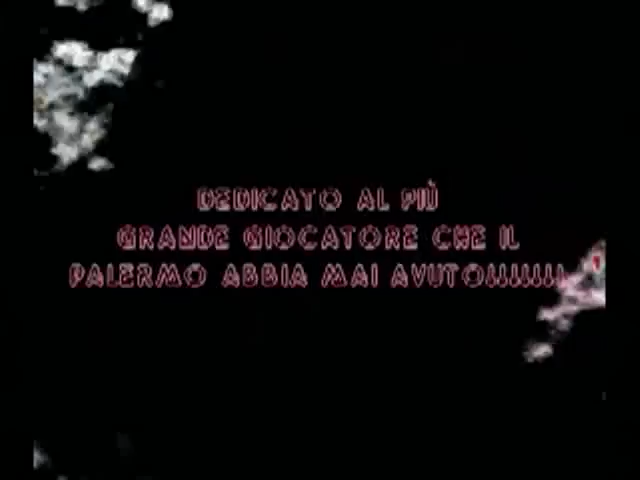 DEDICATO AL PIÙ
GRANDE GIOCATORE CHE IL
PALERMO ABBIA MAI AVUTO!!!!!!!